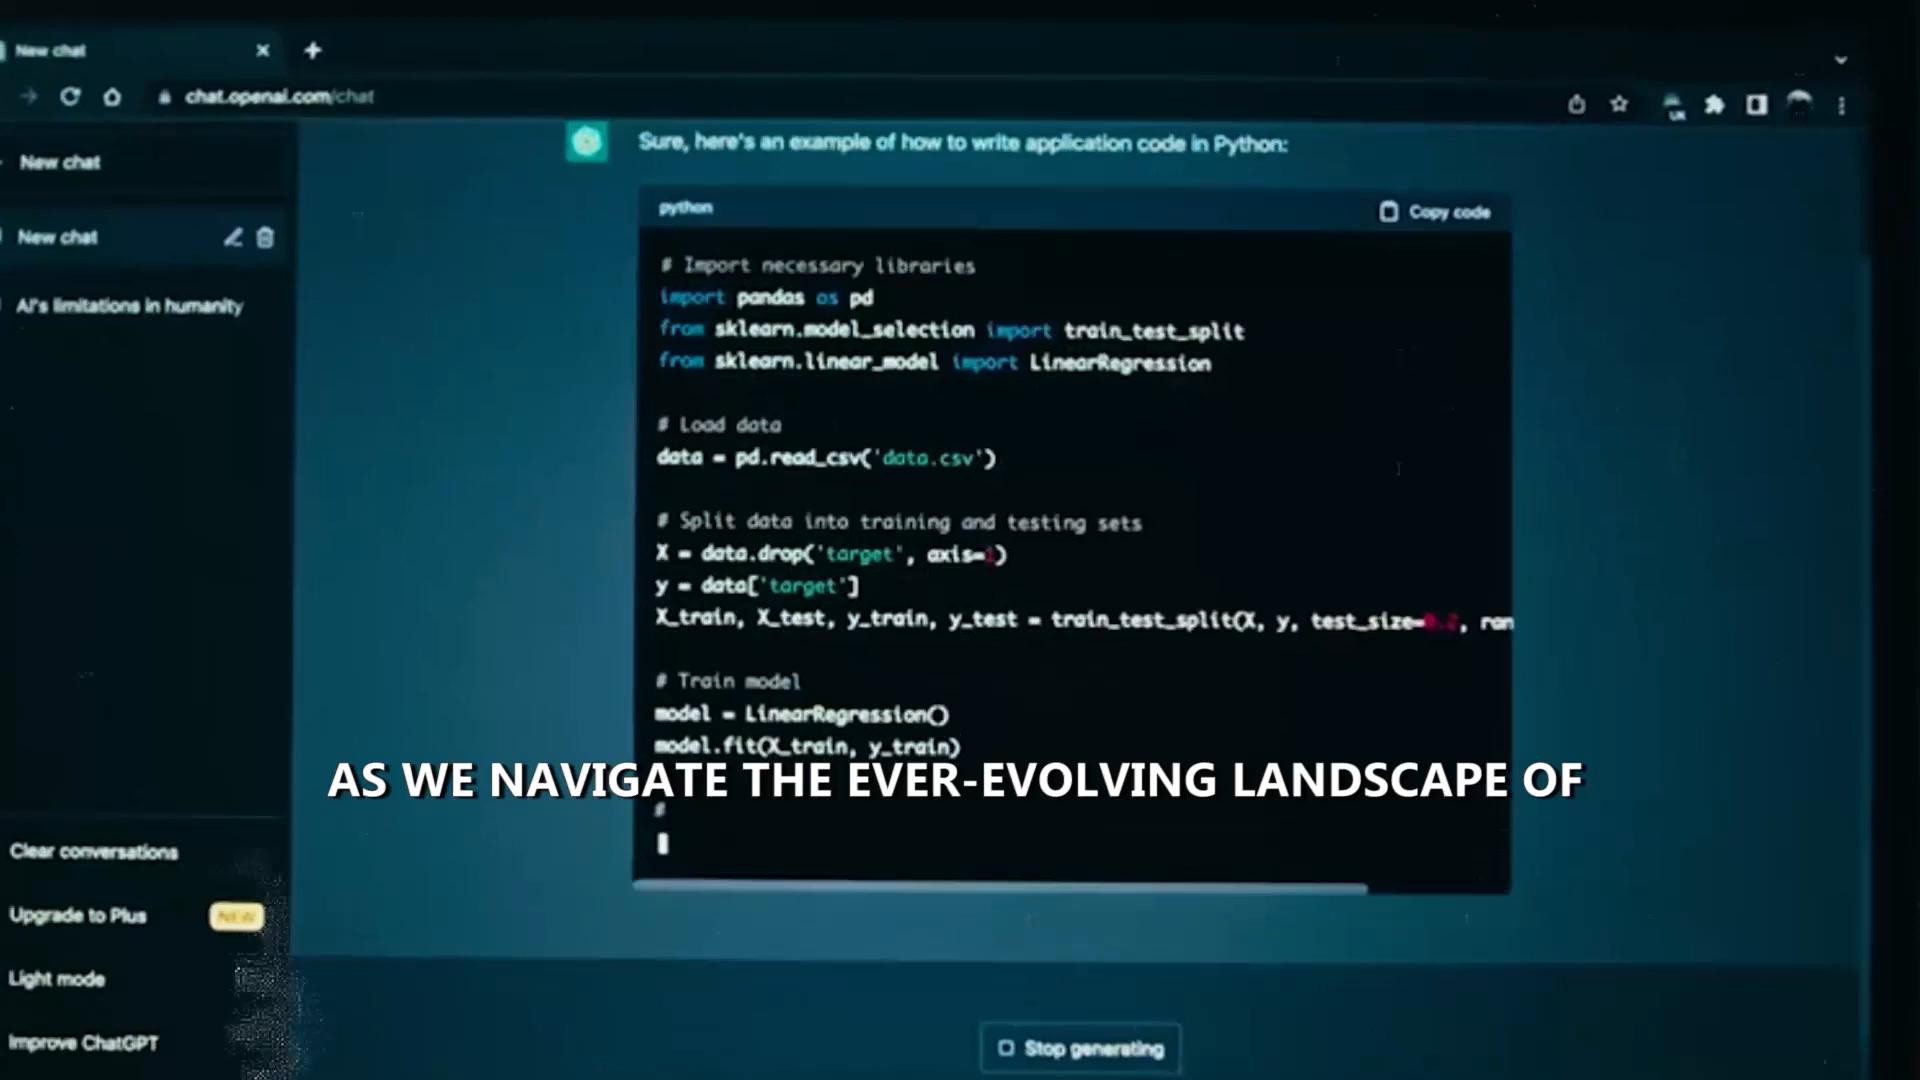 New chat
chat.openai.com/chat
New chat
New chat
AI's limitations in humanity
Clear conversations
Upgrade to Plus
NEW
Light mode
Improve ChatGPT
Sure, here's an example of how to write application code in Python:
python
Copy code
# Import necessary libraries
import pandas as pd
from sklearn.model_selection import train_test_split
from sklearn.linear_model import LinearRegression
# Load data
data = pd.read_csv('data.csv')
# Split data into training and testing sets
X = data.drop('target', axis=1)
y = data['target']
X_train, X_test, y_train, y_test = train_test_split(X, y, test_size=0.2, ran
# Train model
model = LinearRegression()
model.fit(X_train, y_train)
AS WE NAVIGATE THE EVER-EVOLVING LANDSCAPE OF
#
Stop generating